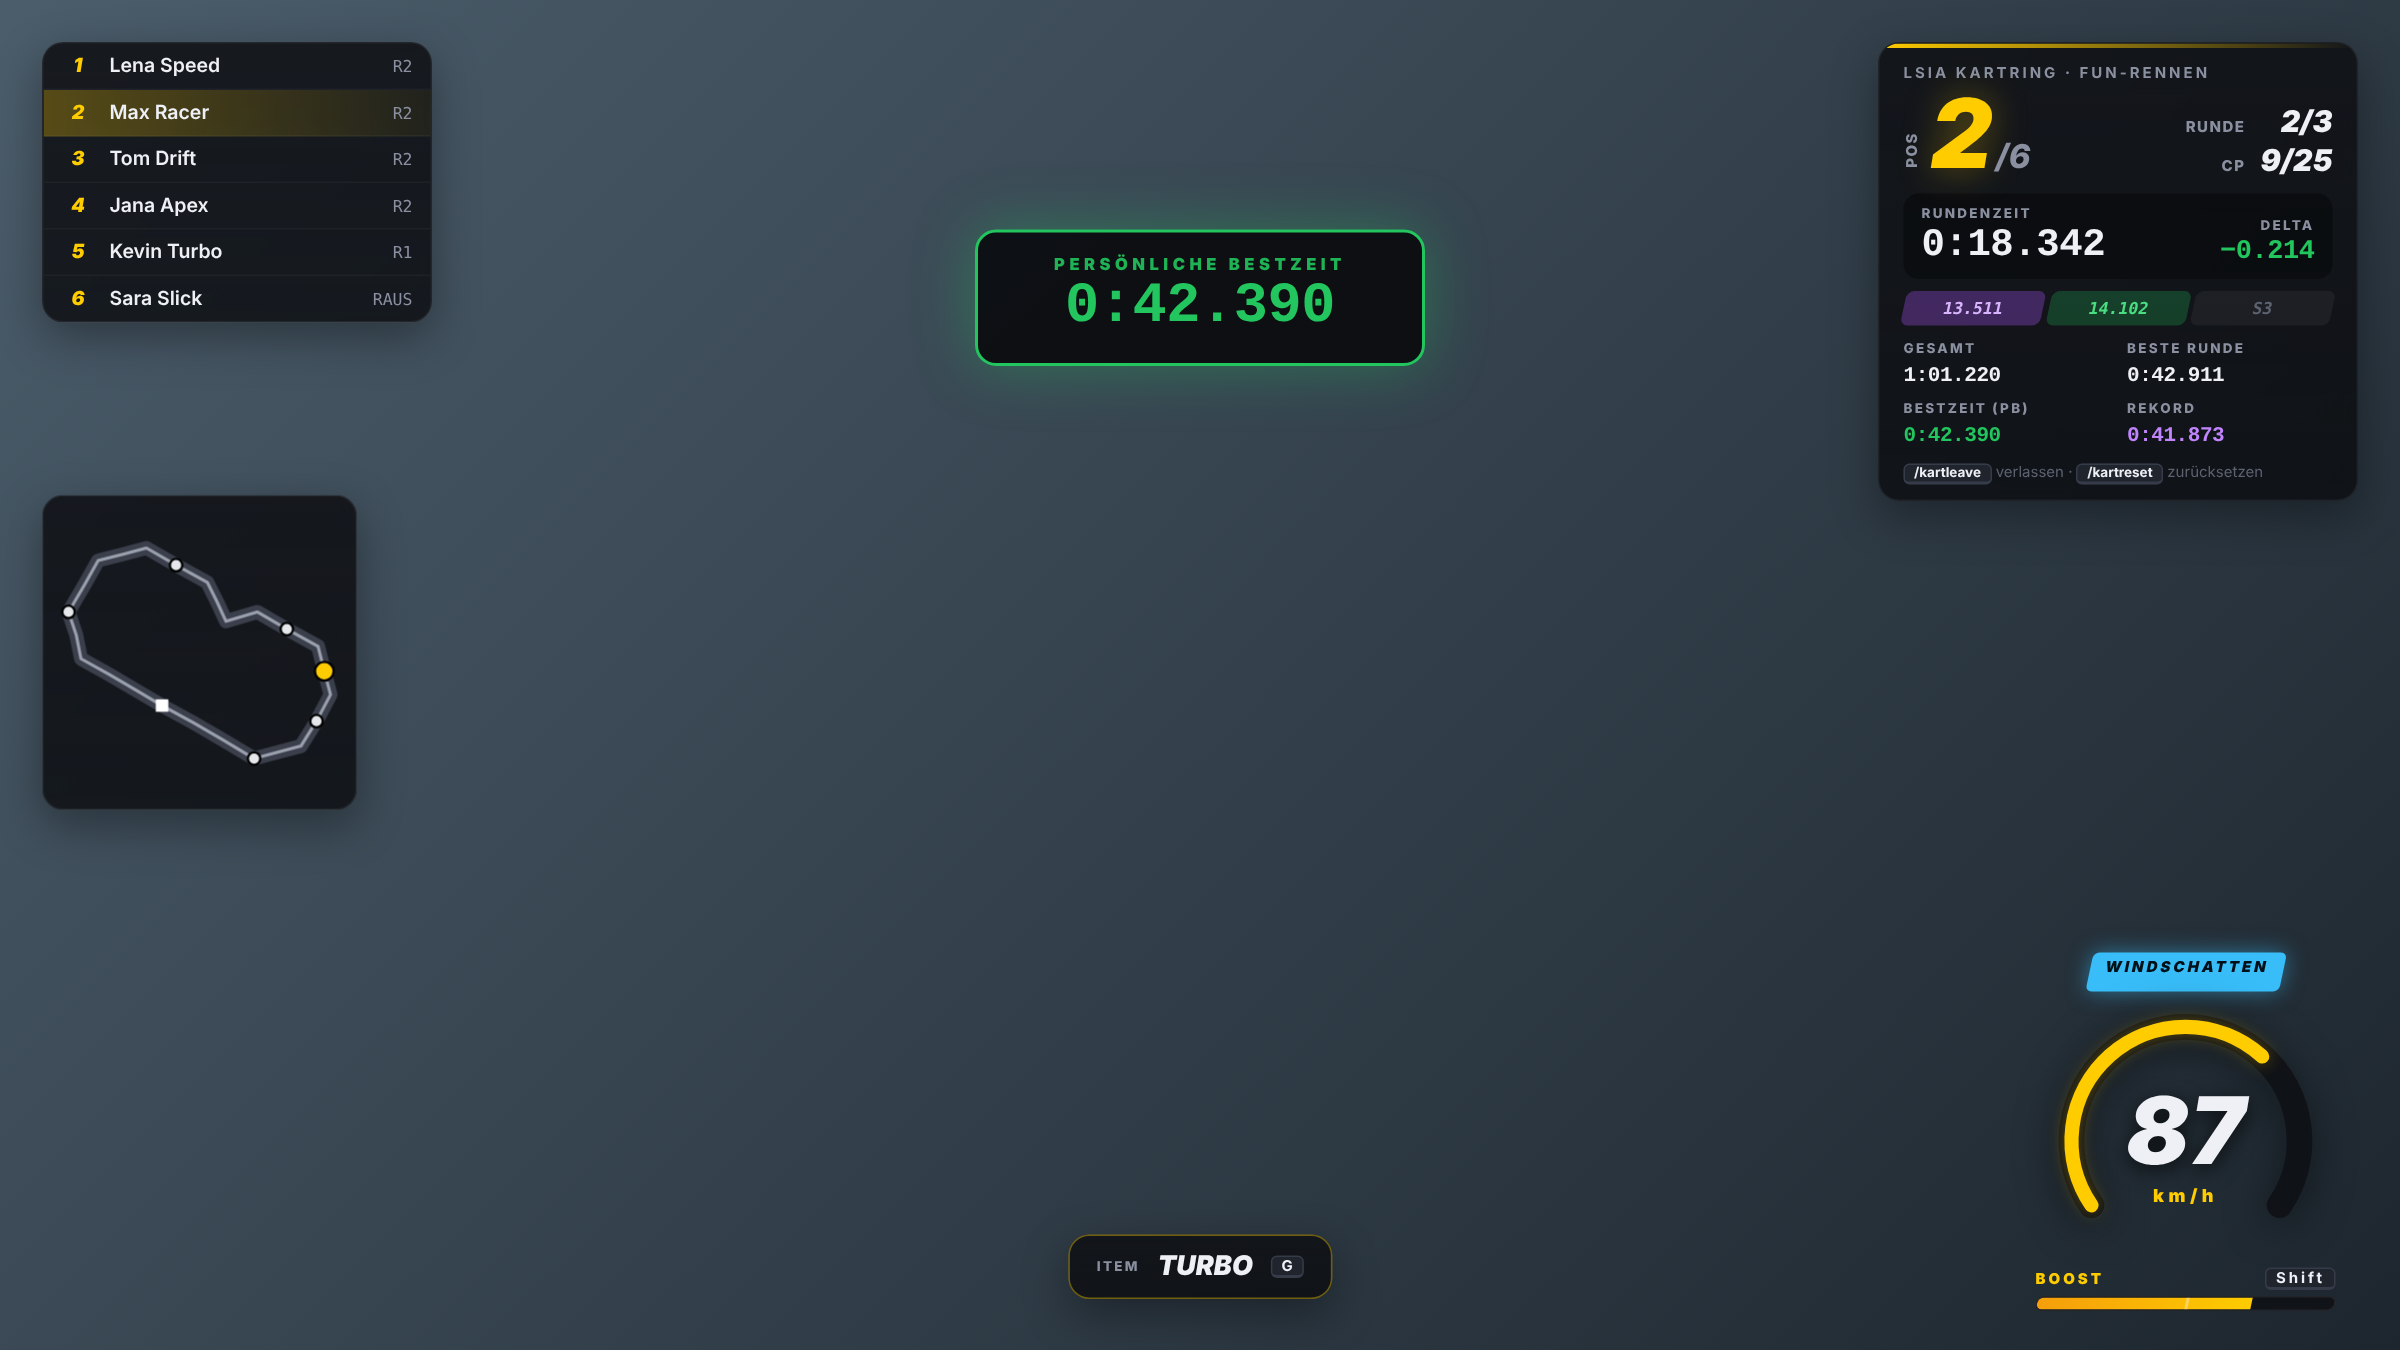 1 Lena Speed R2
2 Max Racer R2
3 Tom Drift R2
4 Jana Apex R2
5 Kevin Turbo R1
6 Sara Slick RAUS
PERSÖNLICHE BESTZEIT
0:42.390
LSIA KARTRING · FUN-RENNEN
POS 2/6
RUNDE 2/3
CP 9/25
RUNDENZEIT
0:18.342
DELTA
−0.214
13.511 14.102 S3
GESAMT BESTE RUNDE
1:01.220 0:42.911
BESTZEIT (PB) REKORD
0:42.390 0:41.873
/kartleave verlassen · /kartreset zurücksetzen
WINDSCHATTEN
87
km/h
BOOST Shift
ITEM TURBO G